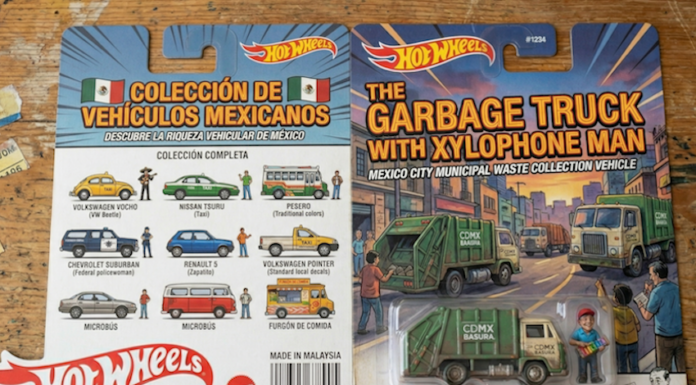 HOT WHEELS
COLECCIÓN DE
VEHÍCULOS MEXICANOS
DESCUBRE LA RIQUEZA VEHICULAR DE MÉXICO
COLECCIÓN COMPLETA
VOLKSWAGEN VOCHO
(VW Beetle)
NISSAN TSURU
(Taxi)
PESERO
(Traditional colors)
CHEVROLET SUBURBAN
(Federal policewoman)
RENAULT 5
(Zapatito)
VOLKSWAGEN POINTER
(Standard local decals)
MICROBÚS
MICROBÚS
FURGÓN DE COMIDA
HOT WHEELS
MADE IN MALAYSIA
#1234
HOT WHEELS
THE
GARBAGE TRUCK
WITH XYLOPHONE MAN
MEXICO CITY MUNICIPAL WASTE COLLECTION VEHICLE
CDMX
BASURA
CDMX
BASURA
CDMX
BASURA